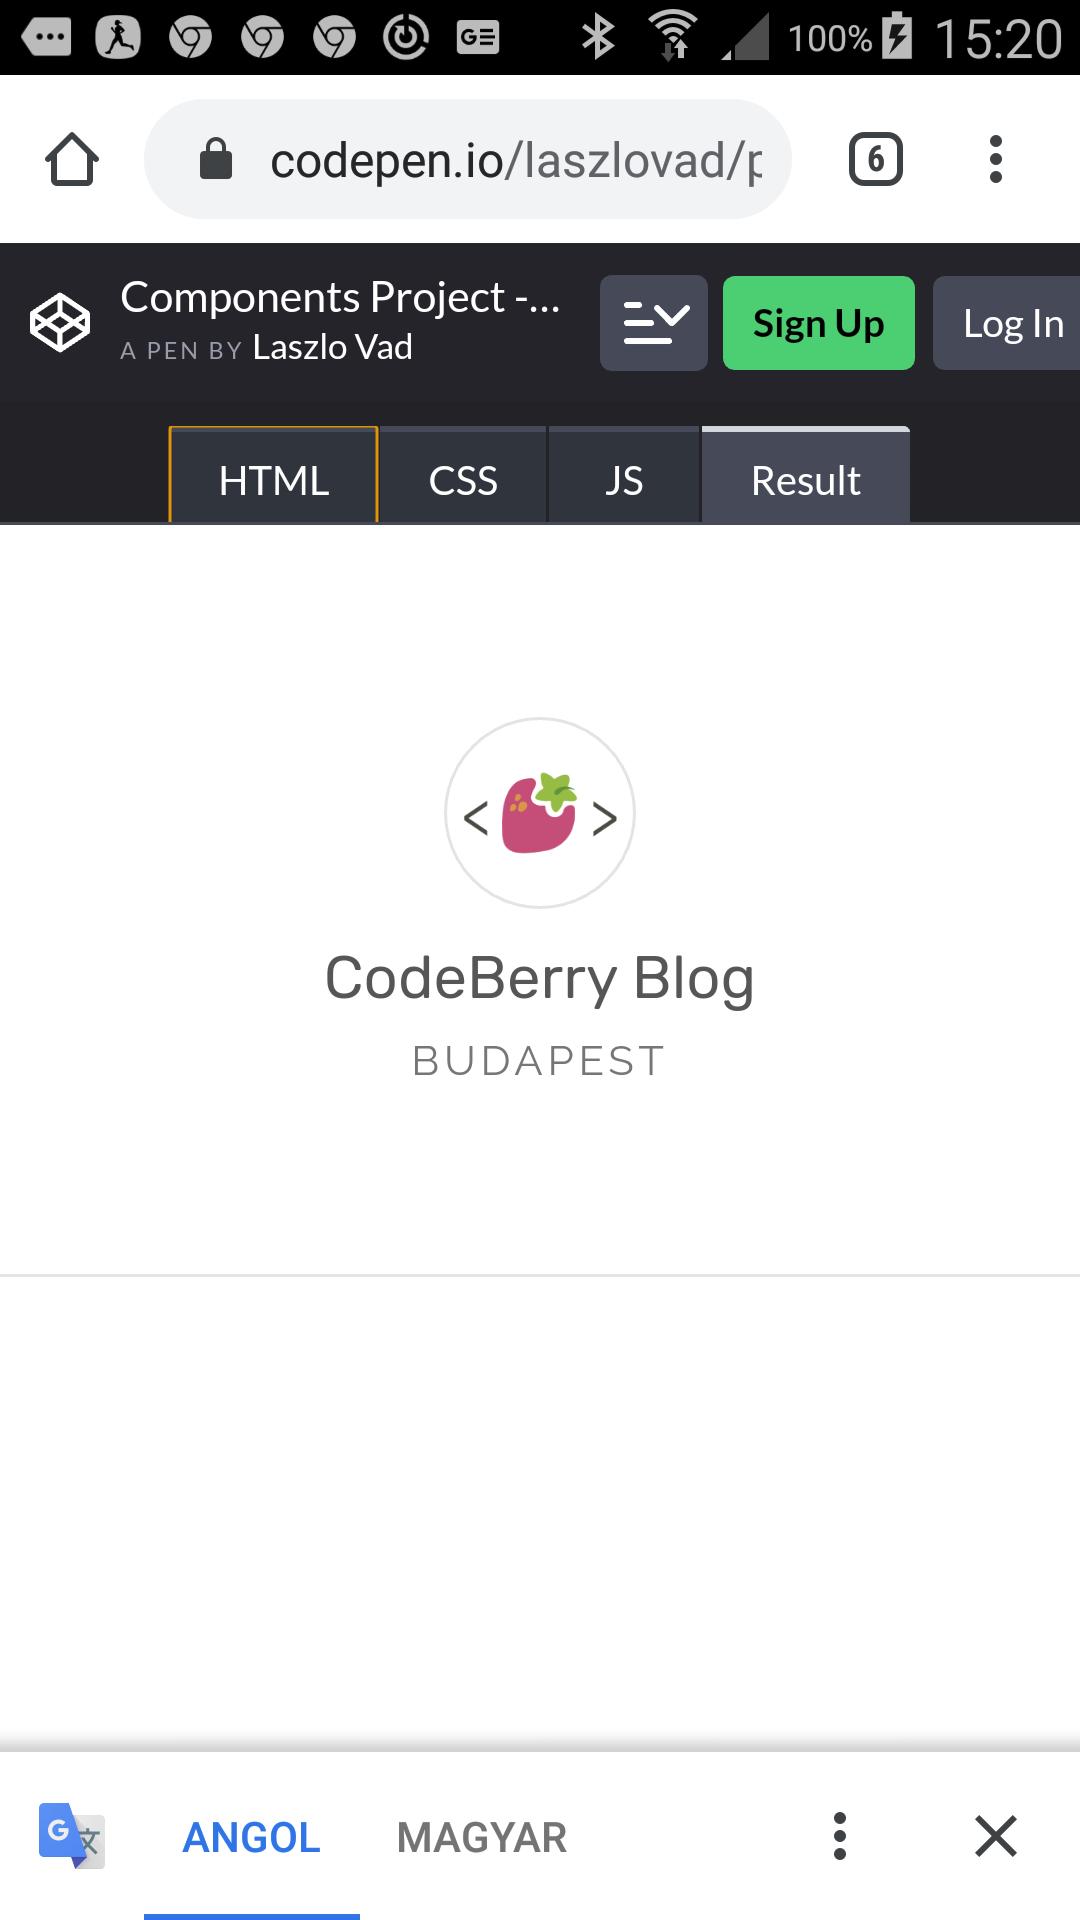 100% 15:20
codepen.io/laszlovad/p
6
Components Project -...
A PEN BY Laszlo Vad
Sign Up
Log In
HTML
CSS
JS
Result
< >
CodeBerry Blog
BUDAPEST
ANGOL
MAGYAR